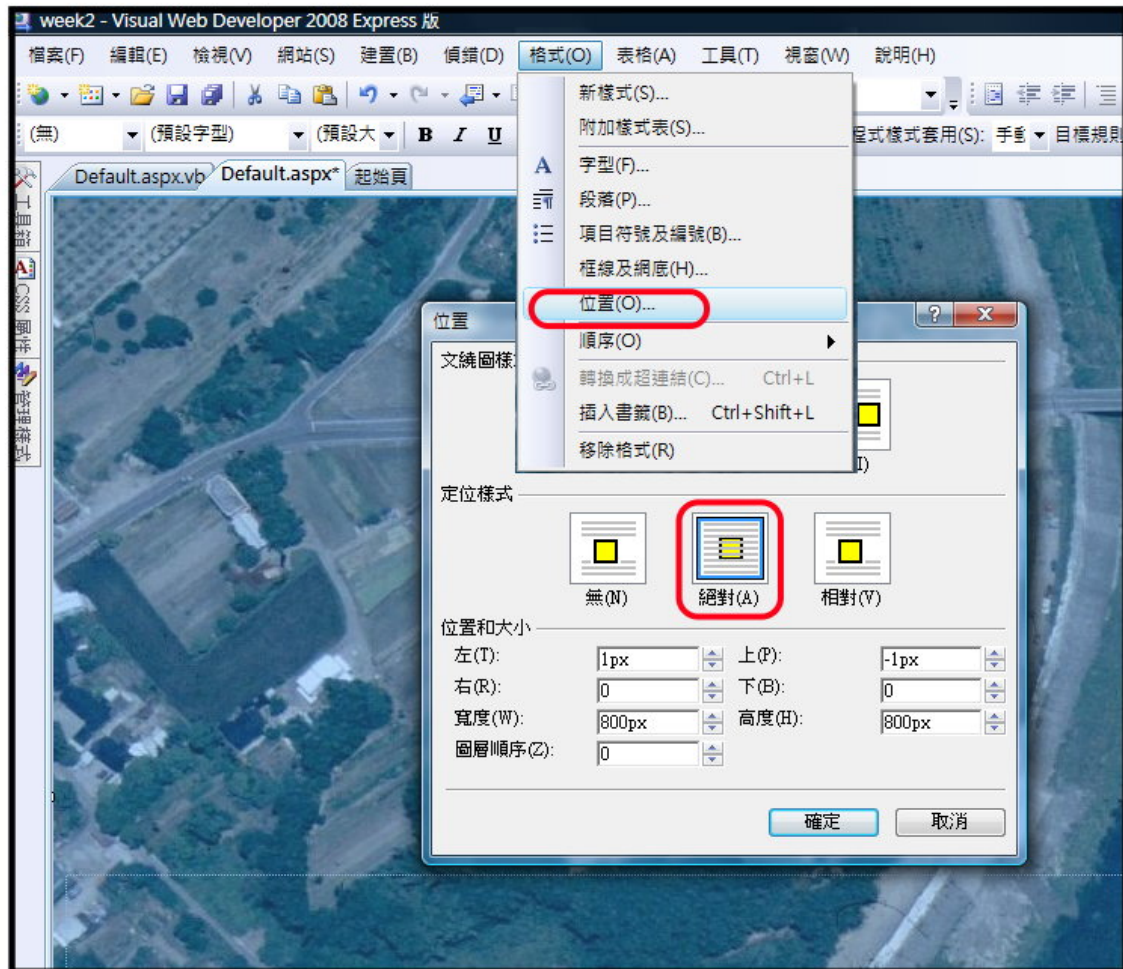 week2 - Visual Web Developer 2008 Express 版
檔案(F) 編輯(E) 檢視(V) 網站(S) 建置(B) 偵錯(D) 格式(O) 表格(A) 工具(T) 視窗(W) 說明(H)
(無) (預設字型) (預設大 B I U
程式樣式套用(S): 手動 目標規則
Default.aspx.vb Default.aspx* 起始頁
工具箱
CSS 屬性
管理樣式
新樣式(S)...
附加樣式表(S)...
A 字型(F)...
段落(P)...
項目符號及編號(B)...
框線及網底(H)...
位置(O)...
順序(O)
轉換成超連結(C)... Ctrl+L
插入書籤(B)... Ctrl+Shift+L
移除格式(R)
位置
文繞圖樣
定位樣式
無(N) 絕對(A) 相對(V)
位置和大小
左(T): 1px 上(P): -1px
右(R): 0 下(B): 0
寬度(W): 800px 高度(H): 800px
圖層順序(Z): 0
確定 取消